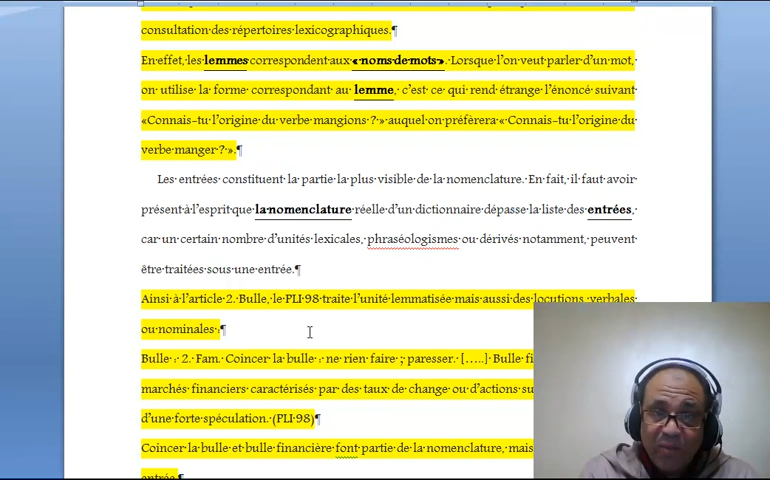 consultation des répertoires lexicographiques.¶
En effet, les lemmes correspondent aux « noms de mots ». Lorsque l'on veut parler d'un mot,
on utilise la forme correspondant au lemme, c'est ce qui rend étrange l'énoncé suivant
«Connais-tu l'origine du verbe mangions ? » auquel on préfèrera « Connais-tu l'origine du
verbe manger ? ».¶
Les entrées constituent la partie la plus visible de la nomenclature. En fait, il faut avoir
présent à l'esprit que la nomenclature réelle d'un dictionnaire dépasse la liste des entrées,
car un certain nombre d'unités lexicales, phraséologismes ou dérivés notamment, peuvent
être traitées sous une entrée.¶
Ainsi à l'article 2. Bulle, le PLI 98 traite l'unité lemmatisée mais aussi des locutions verbales
ou nominales :¶
Bulle : 2. Fam. Coincer la bulle : ne rien faire ; paresser. […..] Bulle
marchés financiers caractérisés par des taux de change ou d'actions
d'une forte spéculation. (PLI 98)¶
Coincer la bulle et bulle financière font partie de la nomenclature, mais
entrée.¶